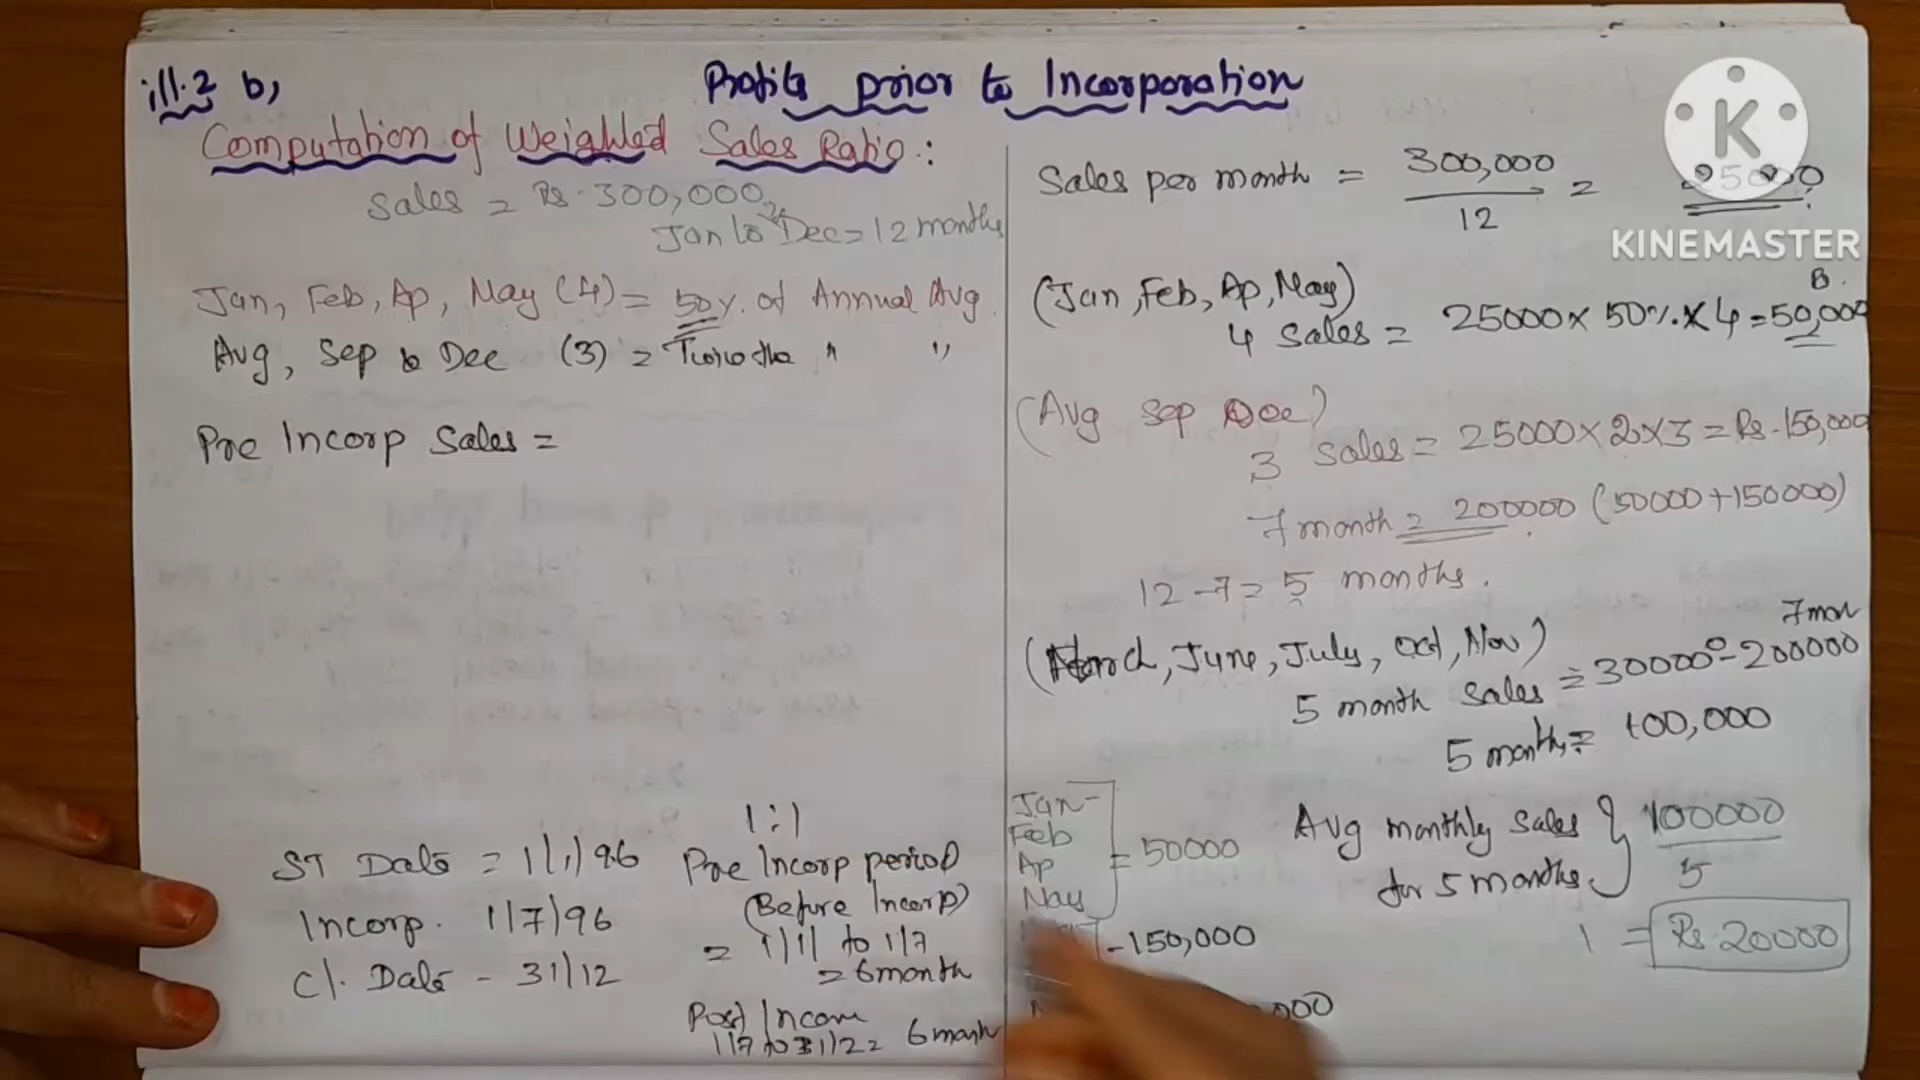 ill.2 b,
Profits prior to Incorporation
Computation of Weighted Sales Ratio :
Sales = Rs. 300,000,
Jan to Dec = 12 months
Jan, Feb, Ap, May (4) = 50% of Annual Avg
Aug, Sep & Dec (3) = Twice the " "
Pre Incorp Sales =
1:1
ST Date = 1/1/96
Incorp. 1/7/96
Cl. Date - 31/12
Pre Incorp period
(Before Incorp)
= 1/1 to 1/7
= 6 month
Post Incom
1/7 to 31/12 = 6 month
Sales per month = 300,000 / 12 = 25000
K
KINEMASTER
(Jan, Feb, Ap, May)
4 Sales = 25000 x 50% x 4 = 50,000
(Aug Sep Dec)
3 Sales = 25000 x 2 x 3 = Rs. 150,000
7 month = 200000 (50000 + 150000)
12 - 7 = 5 months.
(March, June, July, Oct, Nov)
7 mon
5 month sales = 300000 - 200000
5 months = 100,000
Jan
Feb
Ap
May
= 50000
- 150,000
Avg monthly sales for 5 months. } 100000 / 5
= Rs. 20000